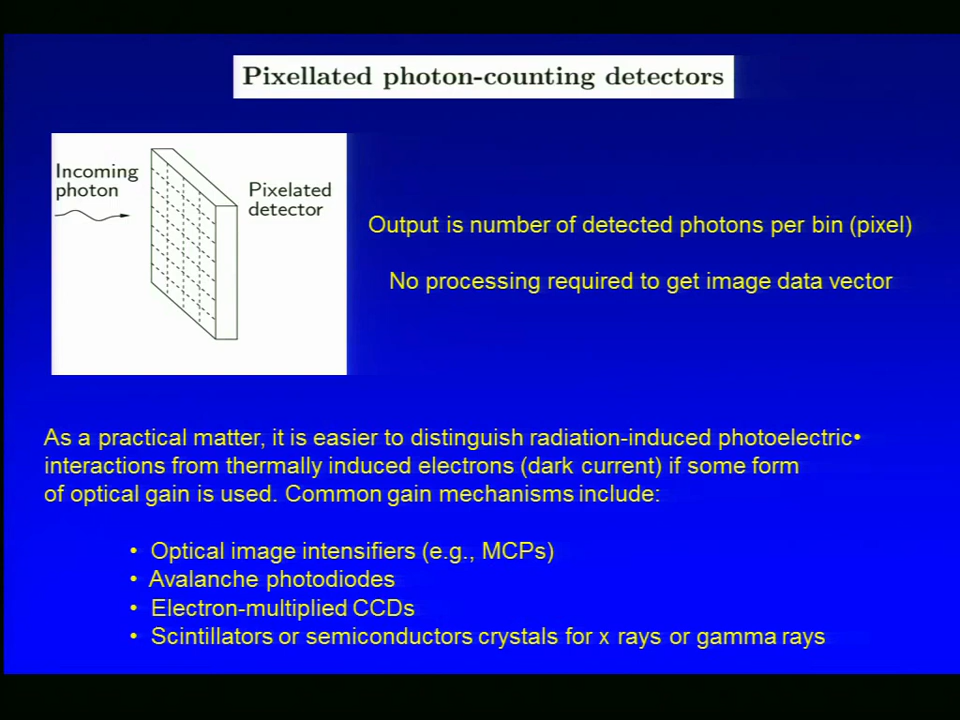 Pixellated photon-counting detectors
Incoming
photon
Pixelated
detector
Output is number of detected photons per bin (pixel)
No processing required to get image data vector
As a practical matter, it is easier to distinguish radiation-induced photoelectric•
interactions from thermally induced electrons (dark current) if some form
of optical gain is used. Common gain mechanisms include:
• Optical image intensifiers (e.g., MCPs)
• Avalanche photodiodes
• Electron-multiplied CCDs
• Scintillators or semiconductors crystals for x rays or gamma rays